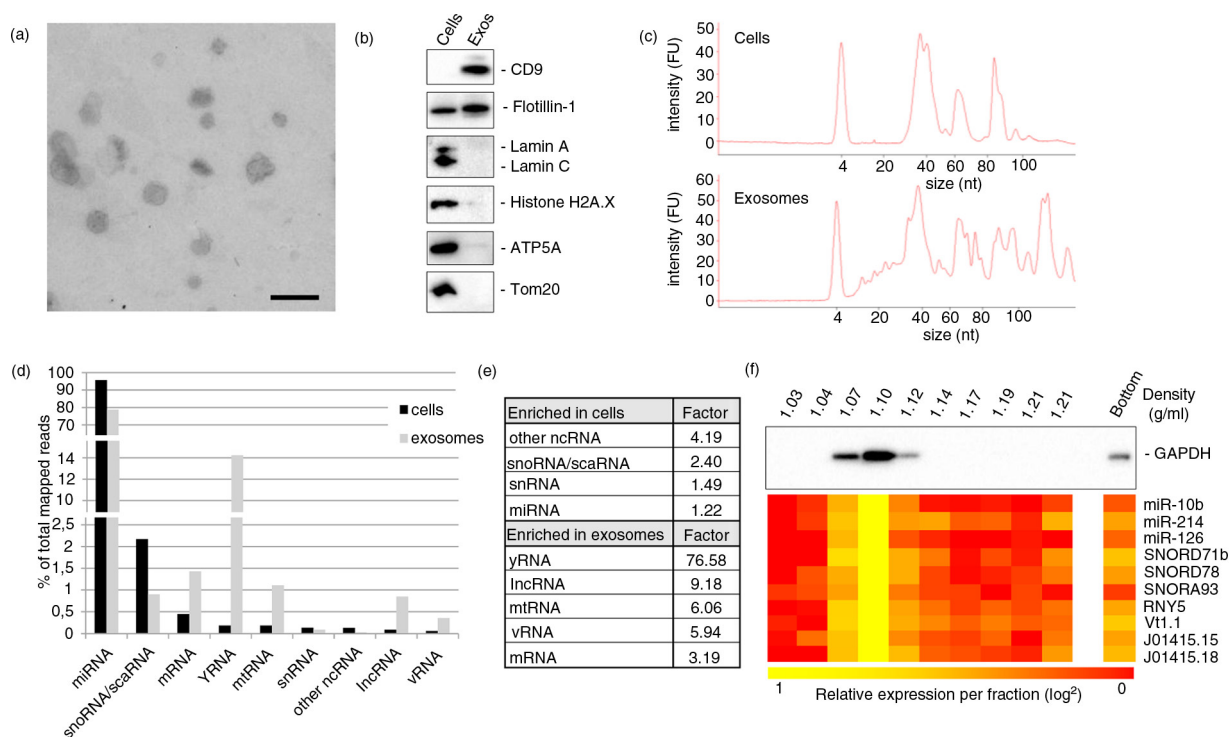 (a)
(b)
Cells
Exos
- CD9
- Flotillin-1
- Lamin A
- Lamin C
- Histone H2A.X
- ATP5A
- Tom20
(c)
Cells
intensity (FU)
50
40
30
20
10
0
4
20
40
60
80
100
size (nt)
Exosomes
intensity (FU)
60
50
40
30
20
10
0
4
20
40
60
80
100
size (nt)
(d)
% of total mapped reads
100
90
80
70
14
12
10
2,5
2
1,5
1
0,5
0
cells
exosomes
miRNA
snoRNA/scaRNA
mRNA
YRNA
mtRNA
snRNA
other ncRNA
lncRNA
vRNA
(e)
Enriched in cells Factor
other ncRNA 4.19
snoRNA/scaRNA 2.40
snRNA 1.49
miRNA 1.22
Enriched in exosomes Factor
yRNA 76.58
lncRNA 9.18
mtRNA 6.06
vRNA 5.94
mRNA 3.19
(f)
1.03 1.04 1.07 1.10 1.12 1.14 1.17 1.19 1.21 1.21 Bottom
Density
(g/ml)
- GAPDH
miR-10b
miR-214
miR-126
SNORD71b
SNORD78
SNORA93
RNY5
Vt1.1
J01415.15
J01415.18
1 Relative expression per fraction (log²) 0